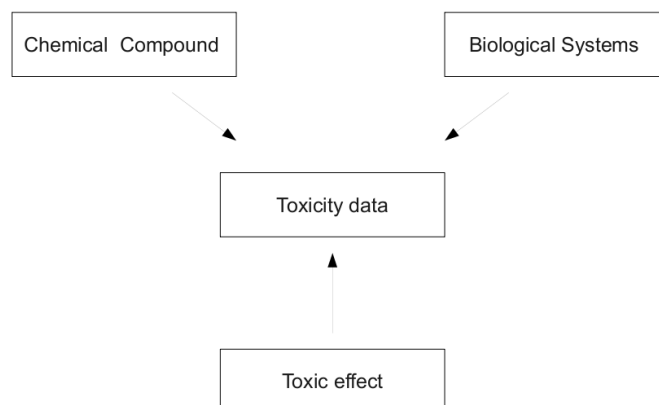 Chemical Compound
Biological Systems
Toxicity data
Toxic effect